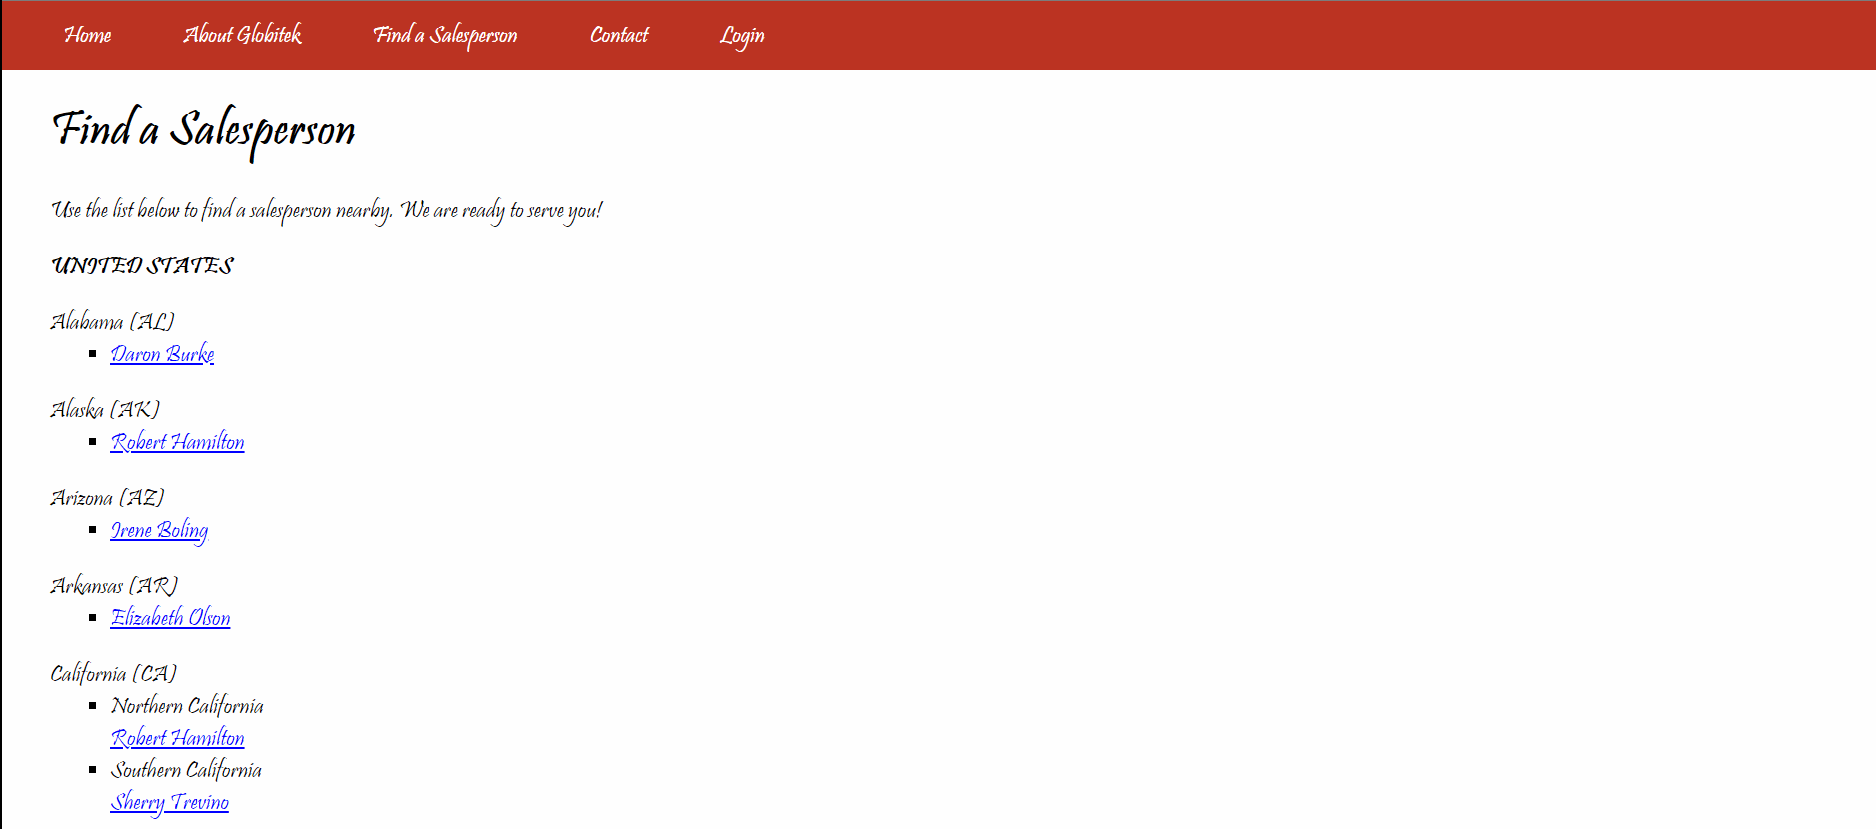 Home About Globitek Find a Salesperson Contact Login
Find a Salesperson
Use the list below to find a salesperson nearby. We are ready to serve you!
UNITED STATES
Alabama (AL)
Daron Burke
Alaska (AK)
Robert Hamilton
Arizona (AZ)
Irene Boling
Arkansas (AR)
Elizabeth Olson
California (CA)
Northern California
Robert Hamilton
Southern California
Sherry Trevino